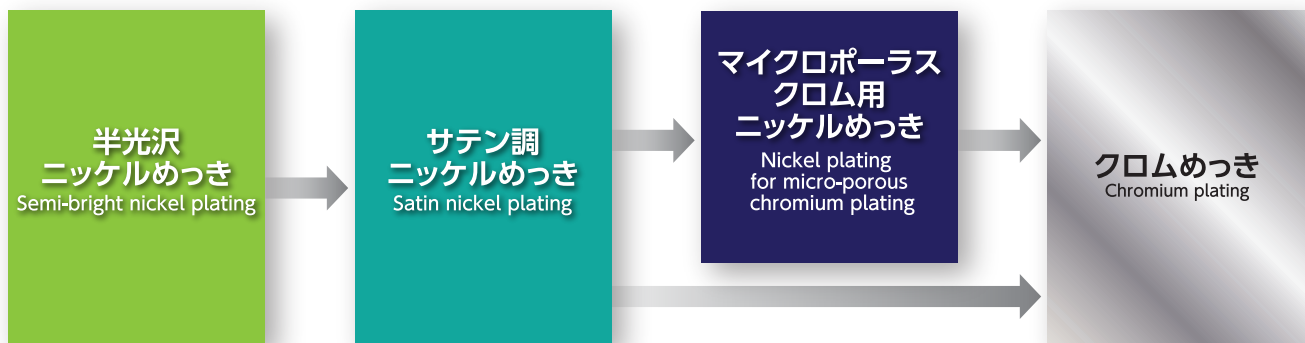 半光沢
ニッケルめっき
Semi-bright nickel plating
サテン調
ニッケルめっき
Satin nickel plating
マイクロポーラス
クロム用
ニッケルめっき
Nickel plating
for micro-porous
chromium plating
クロムめっき
Chromium plating